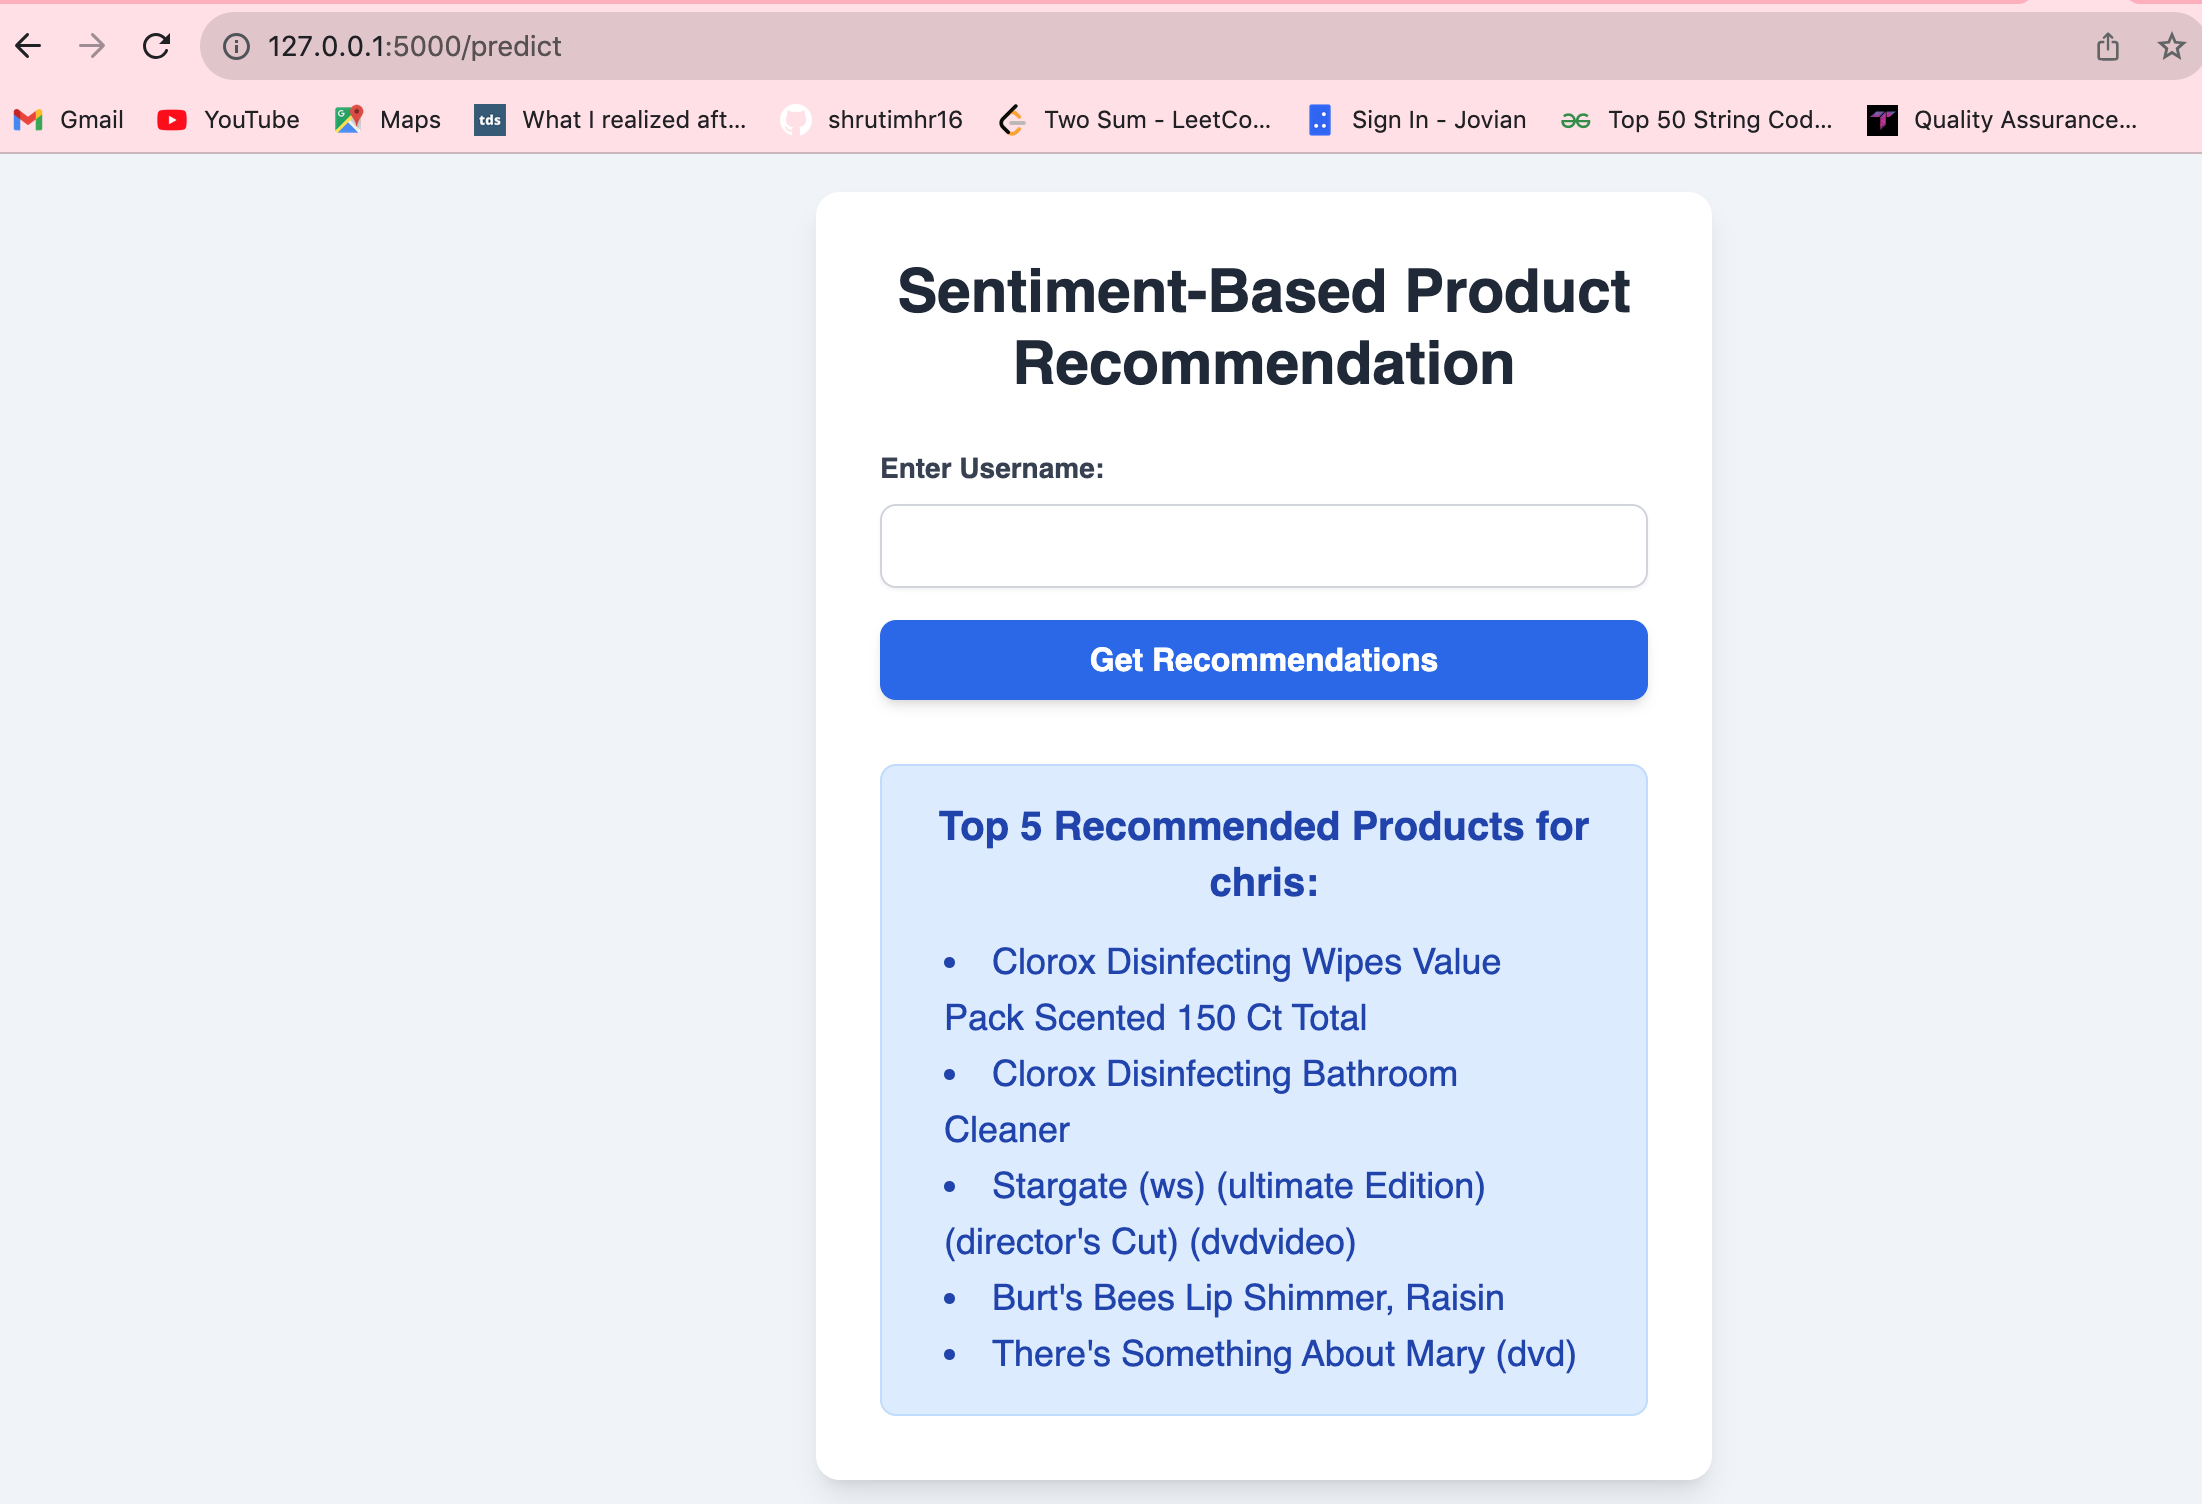 127.0.0.1:5000/predict
Gmail YouTube Maps tds What I realized aft... shrutimhr16 Two Sum - LeetCo... Sign In - Jovian Top 50 String Cod... Quality Assurance...
Sentiment-Based Product
Recommendation
Enter Username:
Get Recommendations
Top 5 Recommended Products for
chris:
• Clorox Disinfecting Wipes Value
Pack Scented 150 Ct Total
• Clorox Disinfecting Bathroom
Cleaner
• Stargate (ws) (ultimate Edition)
(director's Cut) (dvdvideo)
• Burt's Bees Lip Shimmer, Raisin
• There's Something About Mary (dvd)